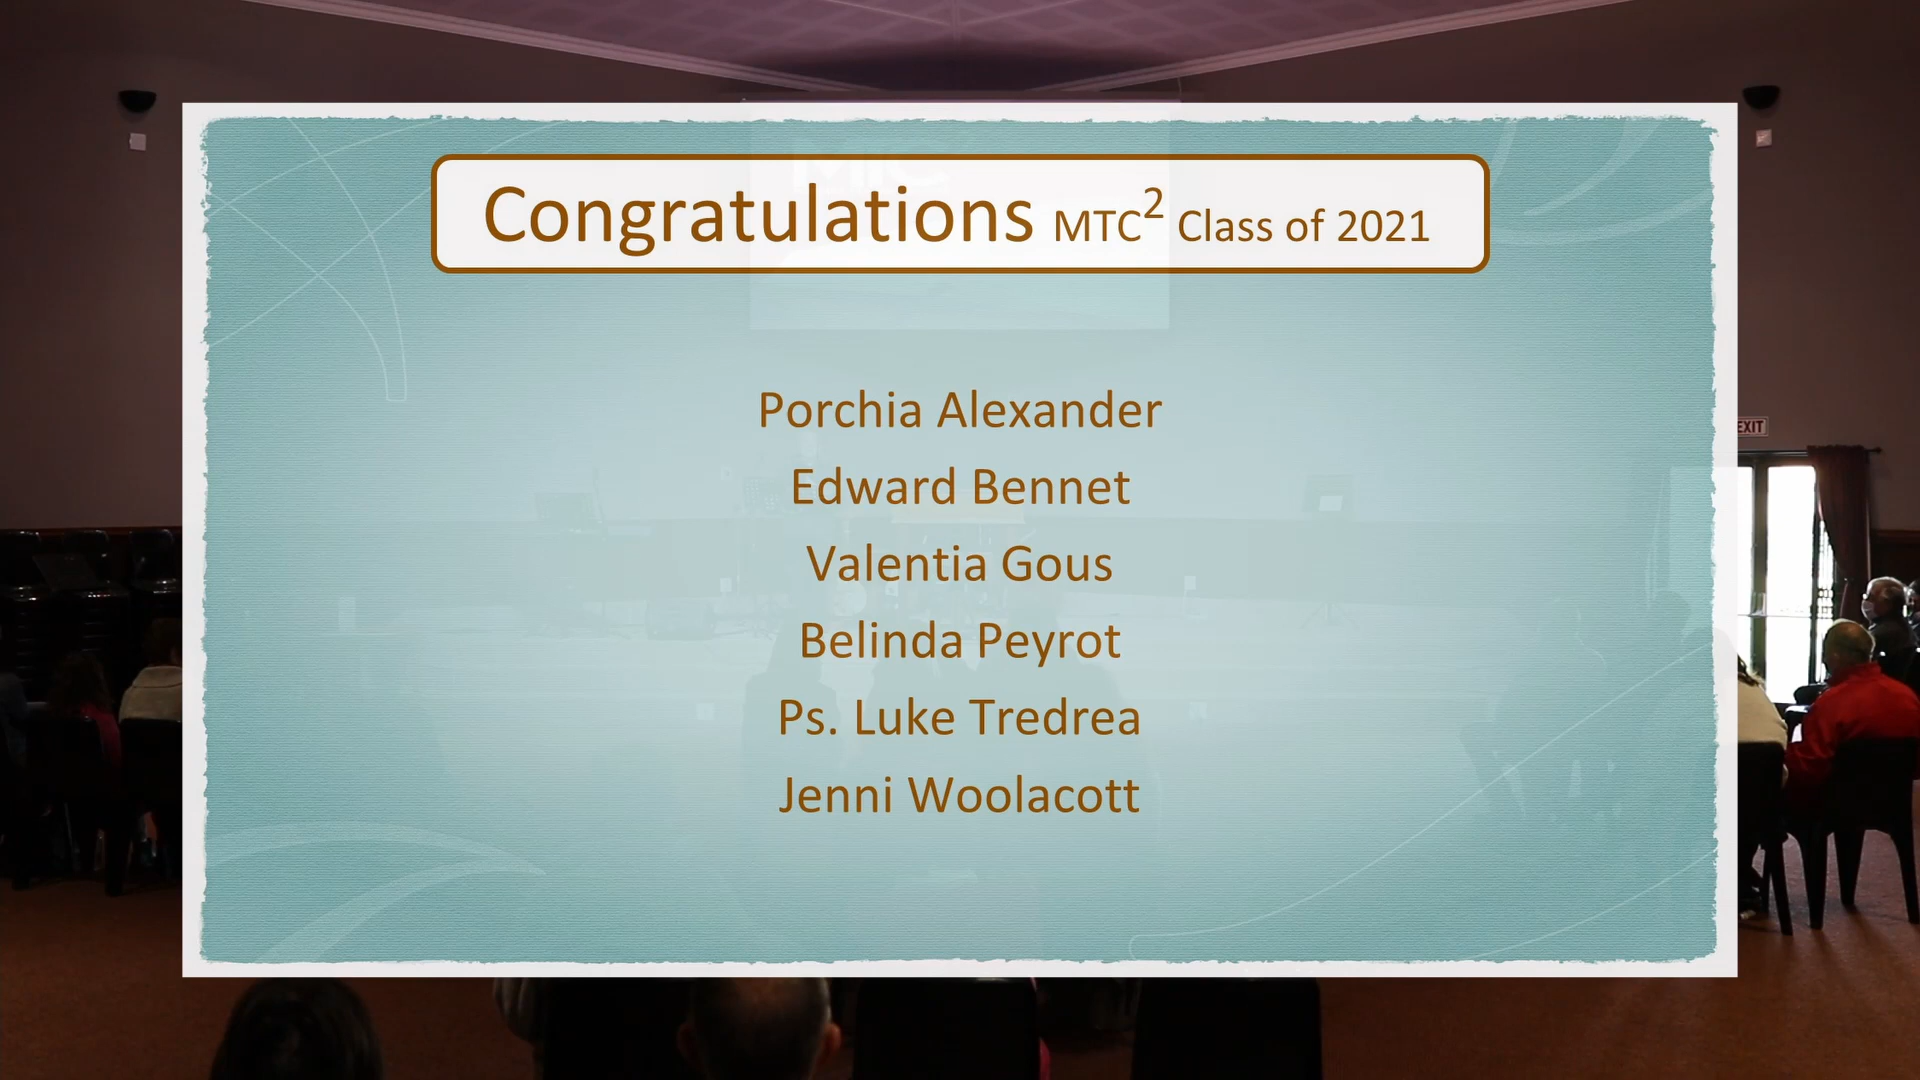 Congratulations MTC² Class of 2021
Porchia Alexander
Edward Bennet
Valentia Gous
Belinda Peyrot
Ps. Luke Tredrea
Jenni Woolacott
EXIT
MTC